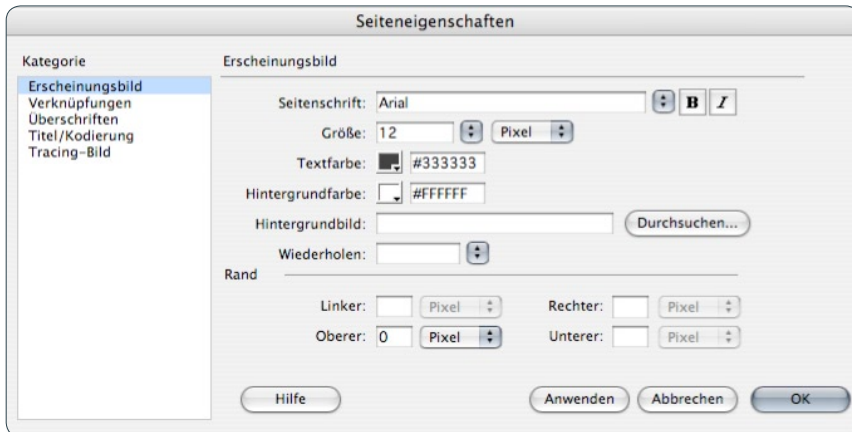 Seiteneigenschaften
Kategorie
Erscheinungsbild
Verknüpfungen
Überschriften
Titel/Kodierung
Tracing-Bild
Erscheinungsbild
Seitenschrift: Arial B I
Größe: 12 Pixel
Textfarbe: #333333
Hintergrundfarbe: #FFFFFF
Hintergrundbild: Durchsuchen...
Wiederholen:
Rand
Linker: Pixel Rechter: Pixel
Oberer: 0 Pixel Unterer: Pixel
Hilfe Anwenden Abbrechen OK